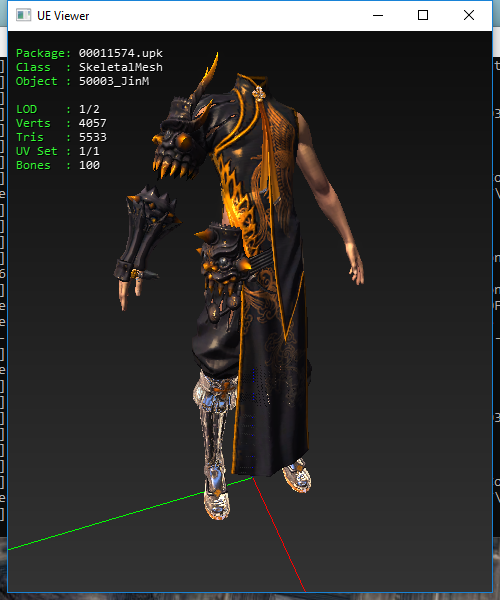 UE Viewer
Package: 00011574.upk
Class : SkeletalMesh
Object : 50003_JinM
LOD : 1/2
Verts : 4057
Tris : 5533
UV Set : 1/1
Bones : 100